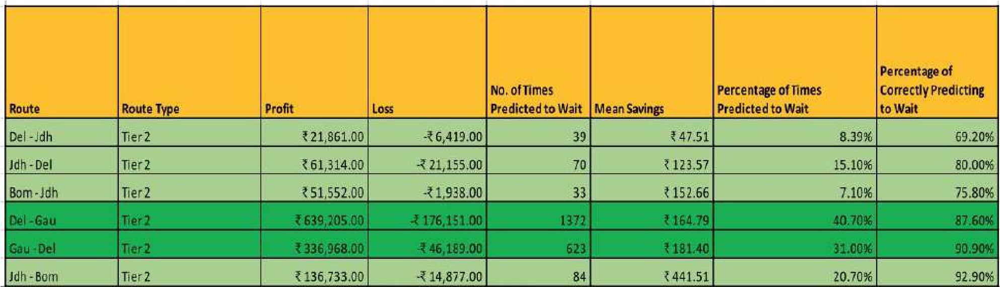 Route Route Type Profit Loss No. of Times Predicted to Wait Mean Savings Percentage of Times Predicted to Wait Percentage of Correctly Predicting to Wait
Del - Jdh Tier 2 ₹ 21,861.00 -₹ 6,419.00 39 ₹ 47.51 8.39% 69.20%
Jdh - Del Tier 2 ₹ 61,314.00 -₹ 21,155.00 70 ₹ 123.57 15.10% 80.00%
Bom - Jdh Tier 2 ₹ 51,552.00 -₹ 1,938.00 33 ₹ 152.66 7.10% 75.80%
Del - Gau Tier 2 ₹ 639,205.00 -₹ 176,151.00 1372 ₹ 164.79 40.70% 87.60%
Gau - Del Tier 2 ₹ 336,968.00 -₹ 46,189.00 623 ₹ 181.40 31.00% 90.90%
Jdh - Bom Tier 2 ₹ 136,733.00 -₹ 14,877.00 84 ₹ 441.51 20.70% 92.90%